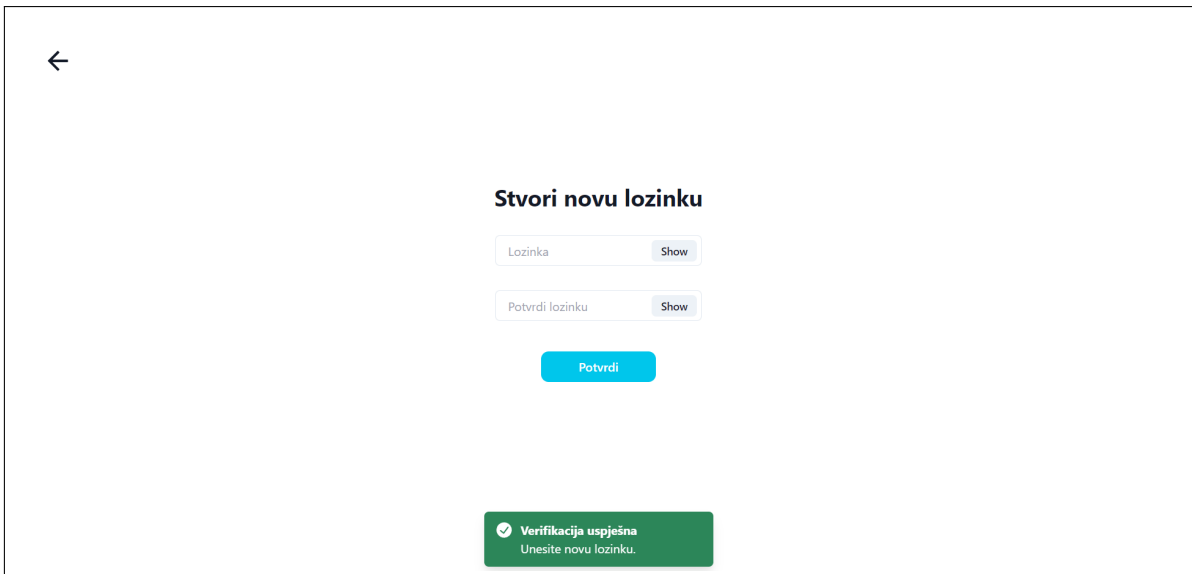 Stvori novu lozinku
Lozinka Show
Potvrdi lozinku Show
Potvrdi
Verifikacija uspješna
Unesite novu lozinku.